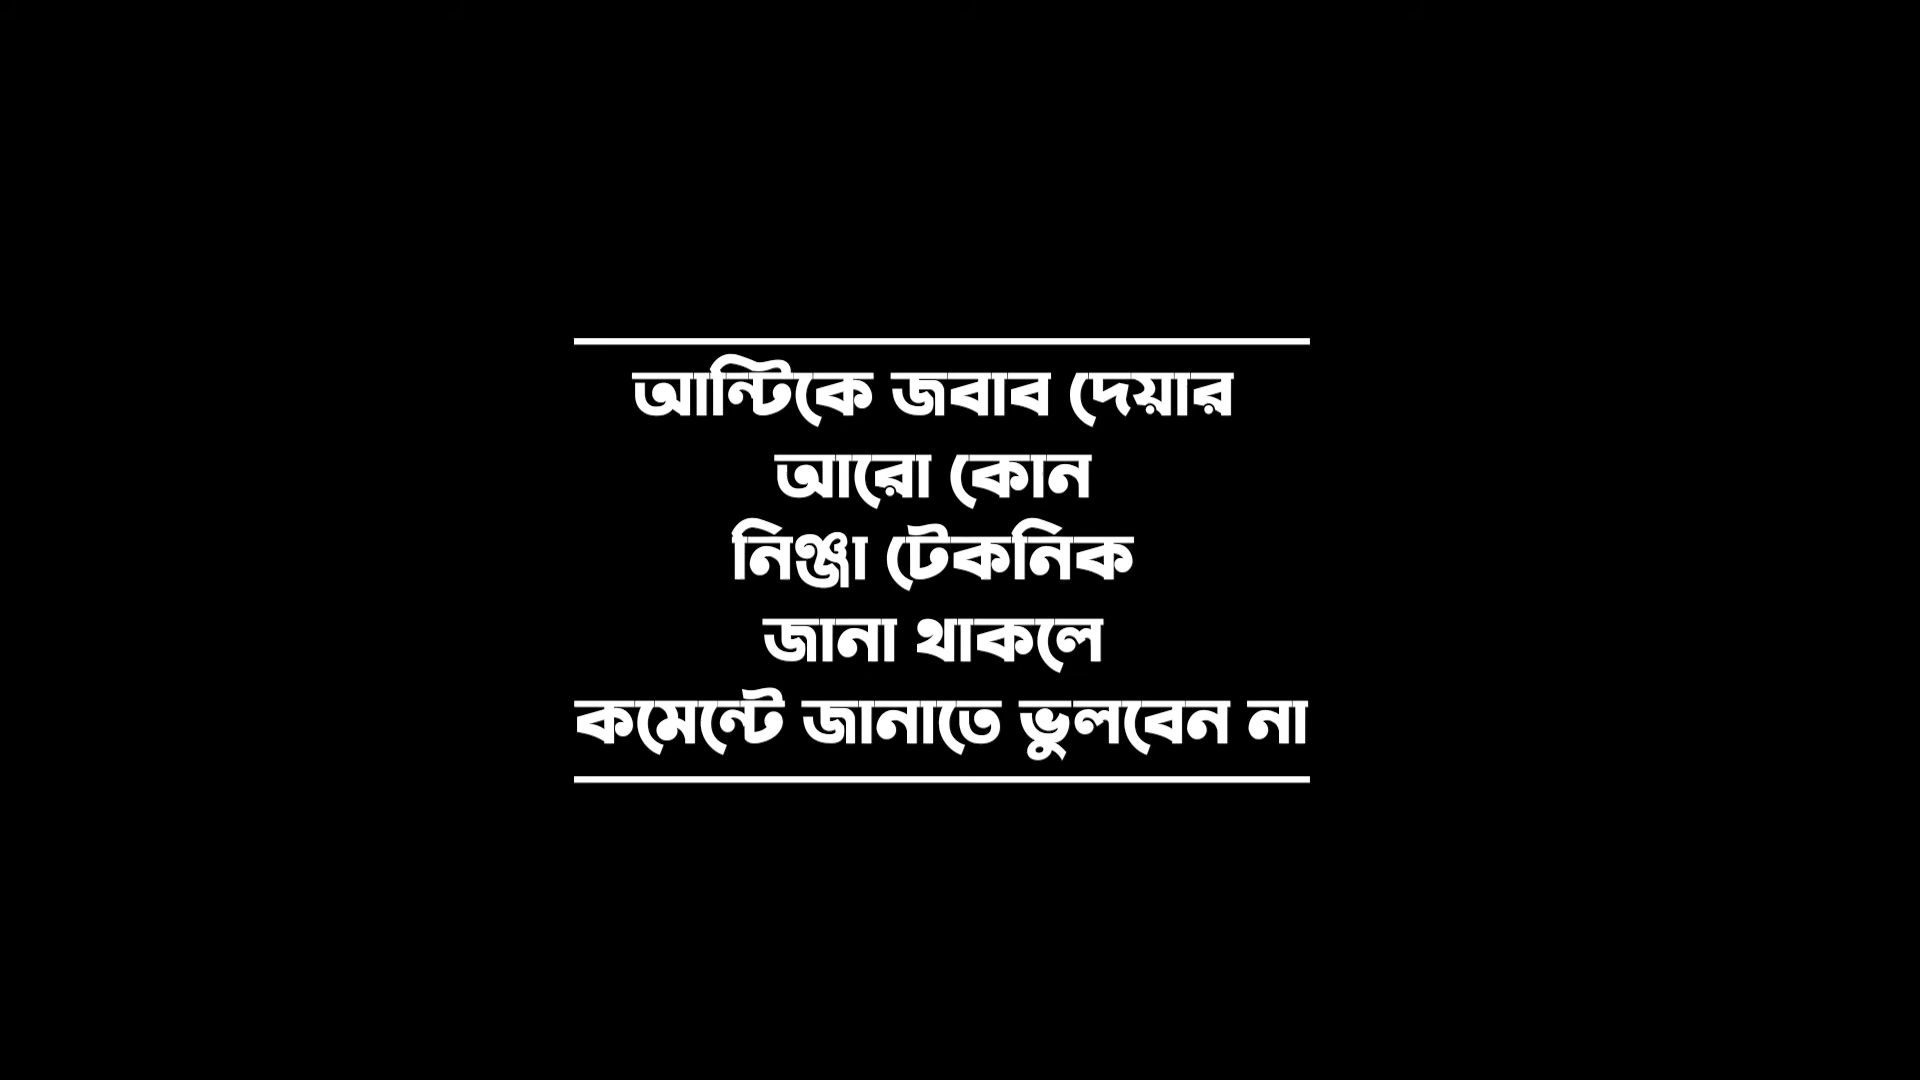 আন্টিকে জবাব দেয়ার
আরো কোন
নিঞ্জা টেকনিক
জানা থাকলে
কমেন্টে জানাতে ভুলবেন না